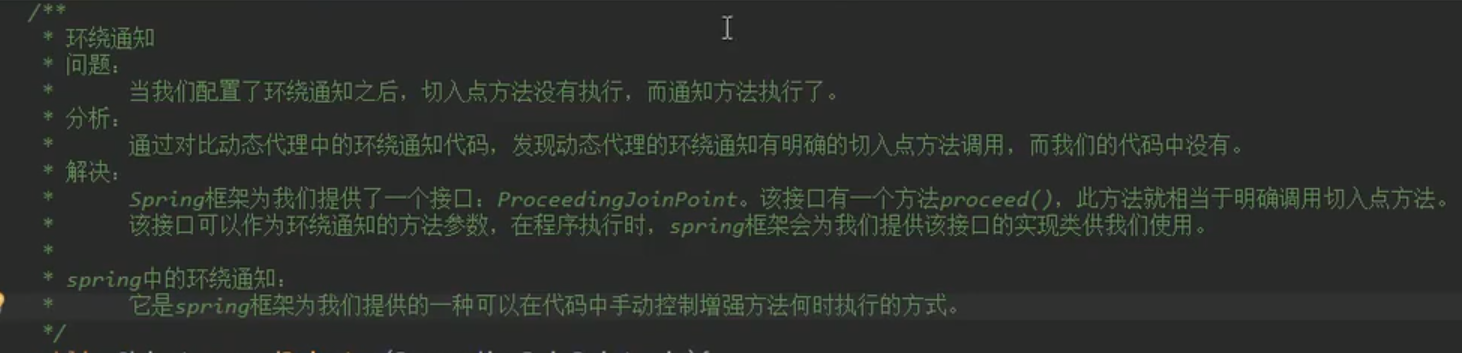 /**
* 环绕通知
* 问题：
* 当我们配置了环绕通知之后，切入点方法没有执行，而通知方法执行了。
* 分析：
* 通过对比动态代理中的环绕通知代码，发现动态代理的环绕通知有明确的切入点方法调用，而我们的代码中没有。
* 解决：
* Spring框架为我们提供了一个接口：ProceedingJoinPoint。该接口有一个方法proceed()，此方法就相当于明确调用切入点方法。
* 该接口可以作为环绕通知的方法参数，在程序执行时，spring框架会为我们提供该接口的实现类供我们使用。
*
* spring中的环绕通知：
* 它是spring框架为我们提供的一种可以在代码中手动控制增强方法何时执行的方式。
*/